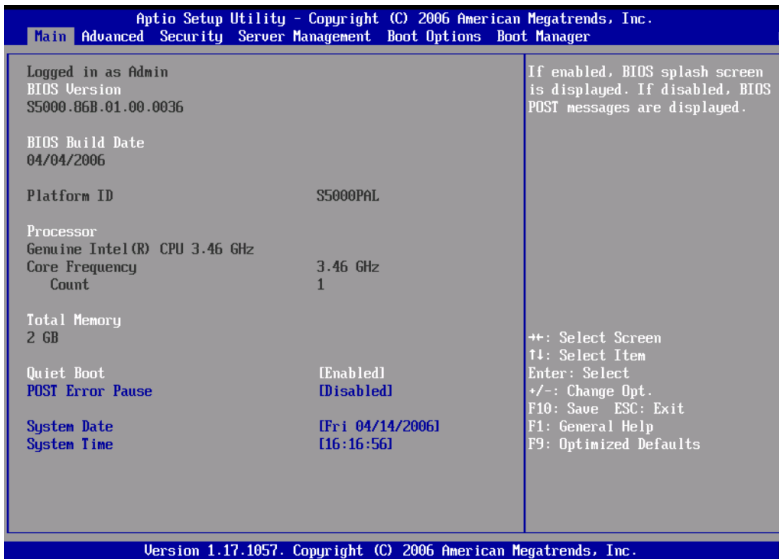 Aptio Setup Utility - Copyright (C) 2006 American Megatrends, Inc.
Main Advanced Security Server Management Boot Options Boot Manager
Logged in as Admin
BIOS Version
S5000.86B.01.00.0036
BIOS Build Date
04/04/2006
Platform ID S5000PAL
Processor
Genuine Intel(R) CPU 3.46 GHz
Core Frequency 3.46 GHz
Count 1
Total Memory
2 GB
Quiet Boot [Enabled]
POST Error Pause [Disabled]
System Date [Fri 04/14/2006]
System Time [16:16:56]
If enabled, BIOS splash screen
is displayed. If disabled, BIOS
POST messages are displayed.
→←: Select Screen
↑↓: Select Item
Enter: Select
+/-: Change Opt.
F10: Save ESC: Exit
F1: General Help
F9: Optimized Defaults
Version 1.17.1057. Copyright (C) 2006 American Megatrends, Inc.